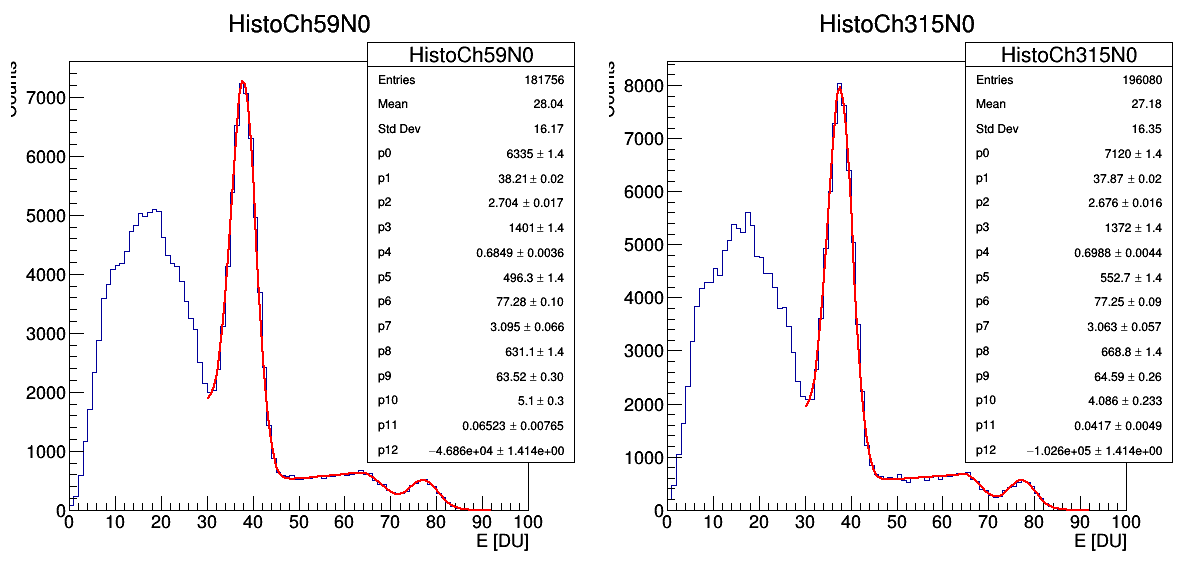 HistoCh59N0
HistoCh59N0
Entries 181756
Mean 28.04
Std Dev 16.17
p0 6335 ± 1.4
p1 38.21 ± 0.02
p2 2.704 ± 0.017
p3 1401 ± 1.4
p4 0.6849 ± 0.0036
p5 496.3 ± 1.4
p6 77.28 ± 0.10
p7 3.095 ± 0.066
p8 631.1 ± 1.4
p9 63.52 ± 0.30
p10 5.1 ± 0.3
p11 0.06523 ± 0.00765
p12 −4.686e+04 ± 1.414e+00
7000
6000
5000
4000
3000
2000
1000
0
0 10 20 30 40 50 60 70 80 90 100
E [DU]
HistoCh315N0
HistoCh315N0
Entries 196080
Mean 27.18
Std Dev 16.35
p0 7120 ± 1.4
p1 37.87 ± 0.02
p2 2.676 ± 0.016
p3 1372 ± 1.4
p4 0.6988 ± 0.0044
p5 552.7 ± 1.4
p6 77.25 ± 0.09
p7 3.063 ± 0.057
p8 668.8 ± 1.4
p9 64.59 ± 0.26
p10 4.086 ± 0.233
p11 0.0417 ± 0.0049
p12 −1.026e+05 ± 1.414e+00
8000
7000
6000
5000
4000
3000
2000
1000
0
0 10 20 30 40 50 60 70 80 90 100
E [DU]